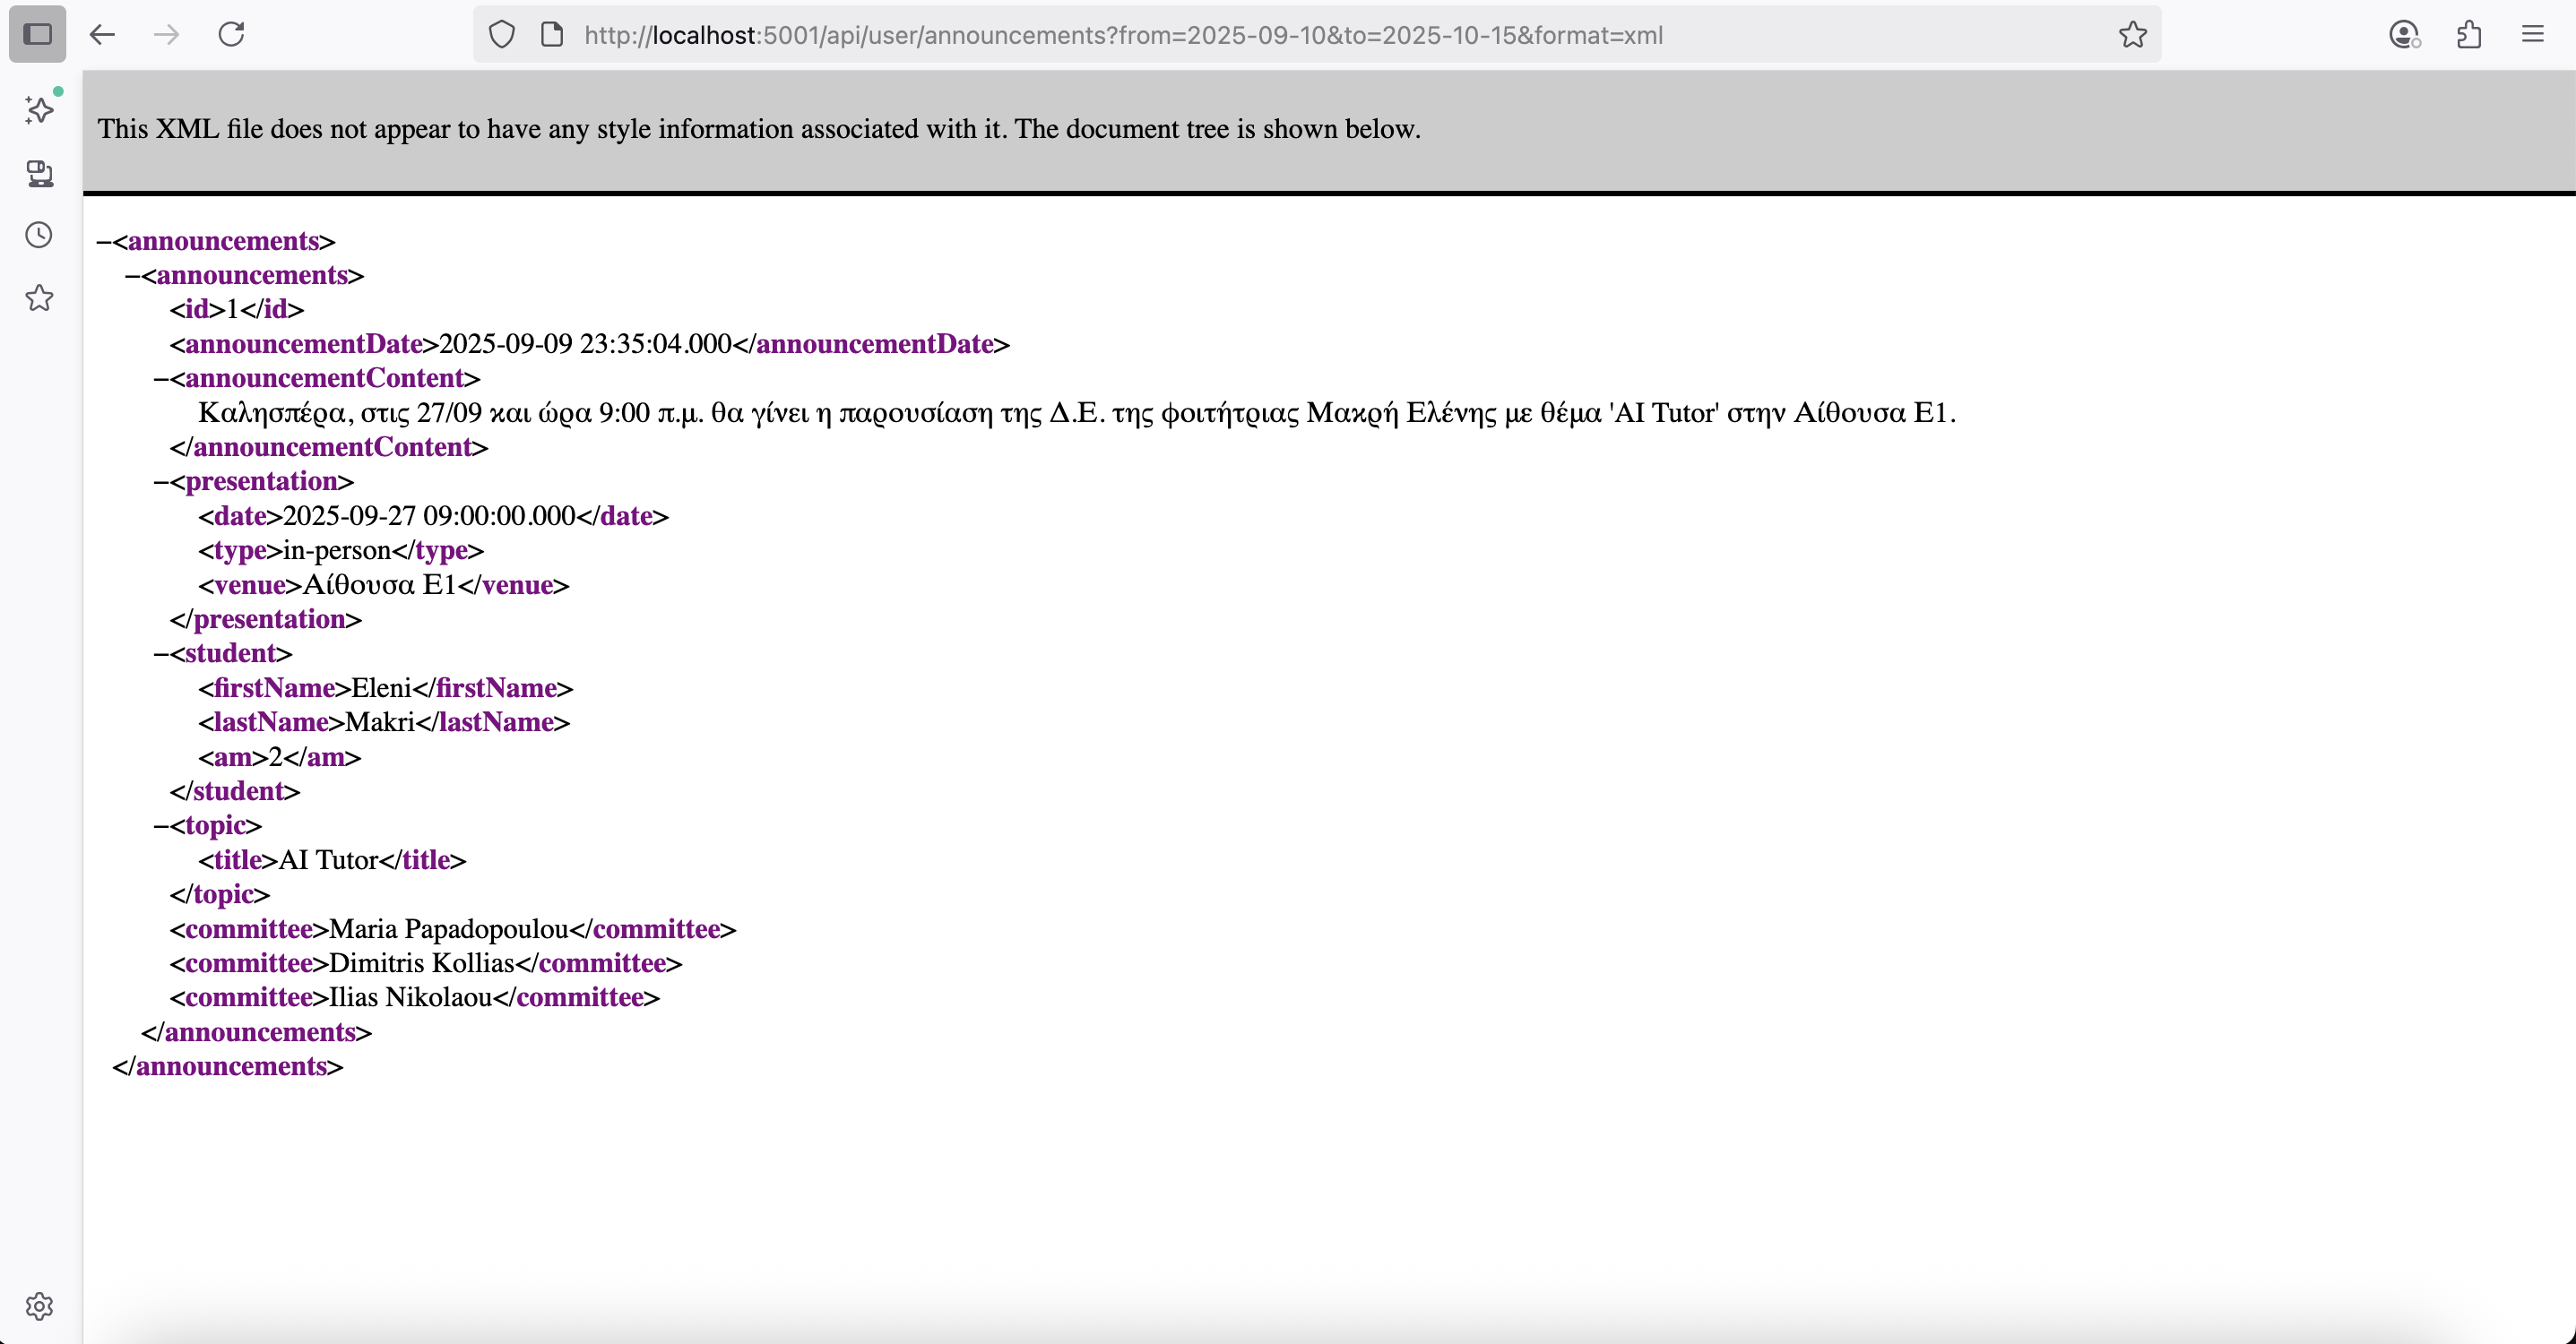 http://localhost:5001/api/user/announcements?from=2025-09-10&to=2025-10-15&format=xml
This XML file does not appear to have any style information associated with it. The document tree is shown below.
–<announcements>
–<announcements>
<id>1</id>
<announcementDate>2025-09-09 23:35:04.000</announcementDate>
–<announcementContent>
Καλησπέρα, στις 27/09 και ώρα 9:00 π.μ. θα γίνει η παρουσίαση της Δ.Ε. της φοιτήτριας Μακρή Ελένης με θέμα 'AI Tutor' στην Αίθουσα Ε1.
</announcementContent>
–<presentation>
<date>2025-09-27 09:00:00.000</date>
<type>in-person</type>
<venue>Αίθουσα Ε1</venue>
</presentation>
–<student>
<firstName>Eleni</firstName>
<lastName>Makri</lastName>
<am>2</am>
</student>
–<topic>
<title>AI Tutor</title>
</topic>
<committee>Maria Papadopoulou</committee>
<committee>Dimitris Kollias</committee>
<committee>Ilias Nikolaou</committee>
</announcements>
</announcements>